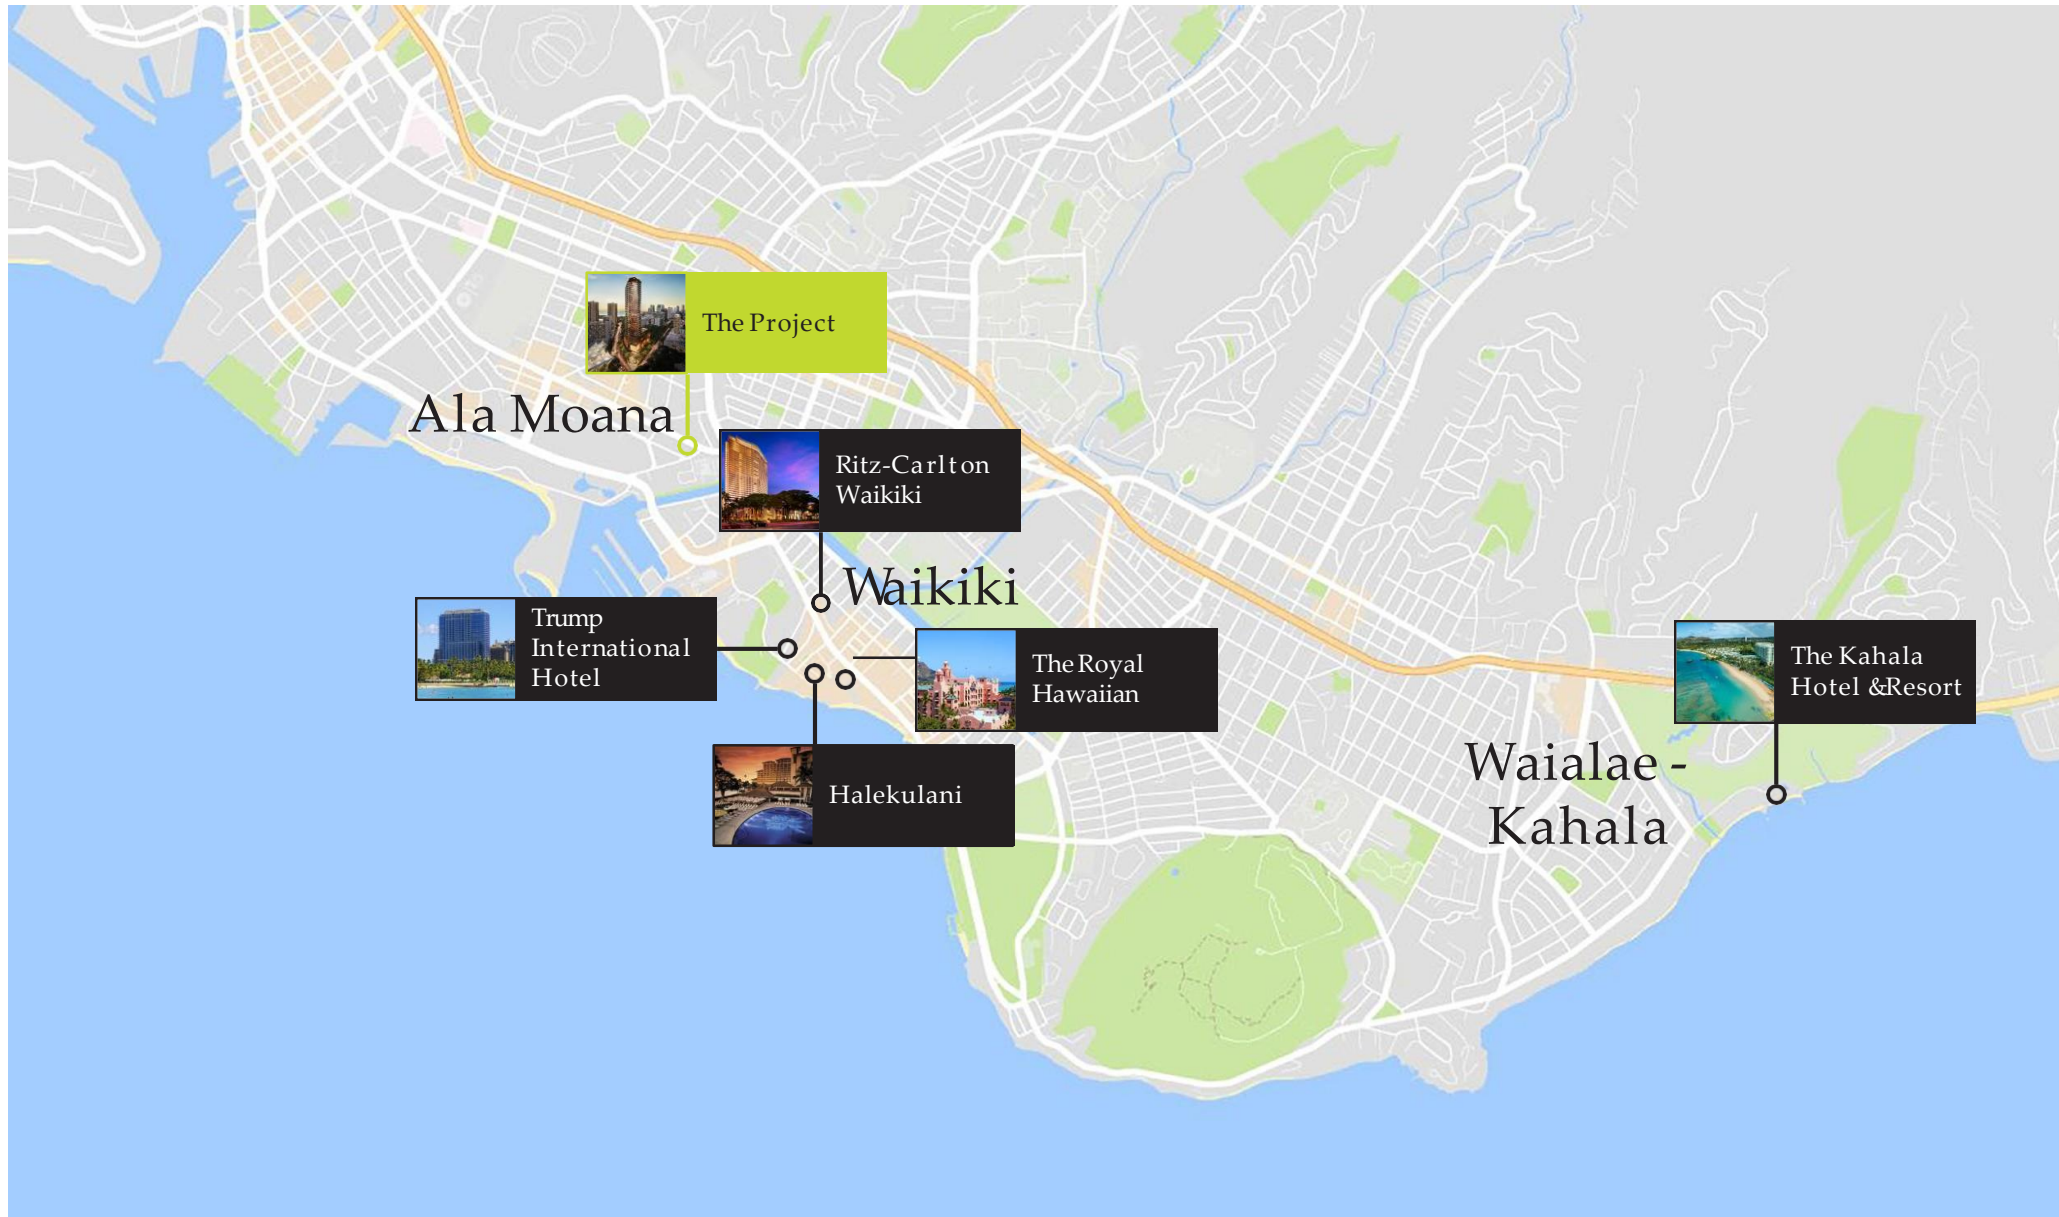 The Project
Ala Moana
Ritz-Carlton
Waikiki
Waikiki
Trump
International
Hotel
The Royal
Hawaiian
The Kahala
Hotel &Resort
Waialae -
Kahala
Halekulani